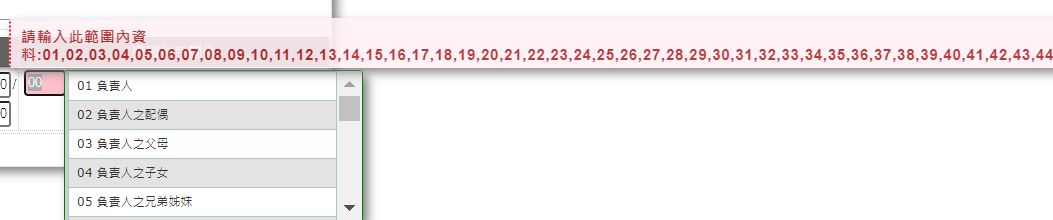 請輸入此範圍內資
料:01,02,03,04,05,06,07,08,09,10,11,12,13,14,15,16,17,18,19,20,21,22,23,24,25,26,27,28,29,30,31,32,33,34,35,36,37,38,39,40,41,42,43,44
0 / 00
0
01 負責人
02 負責人之配偶
03 負責人之父母
04 負責人之子女
05 負責人之兄弟姊妹